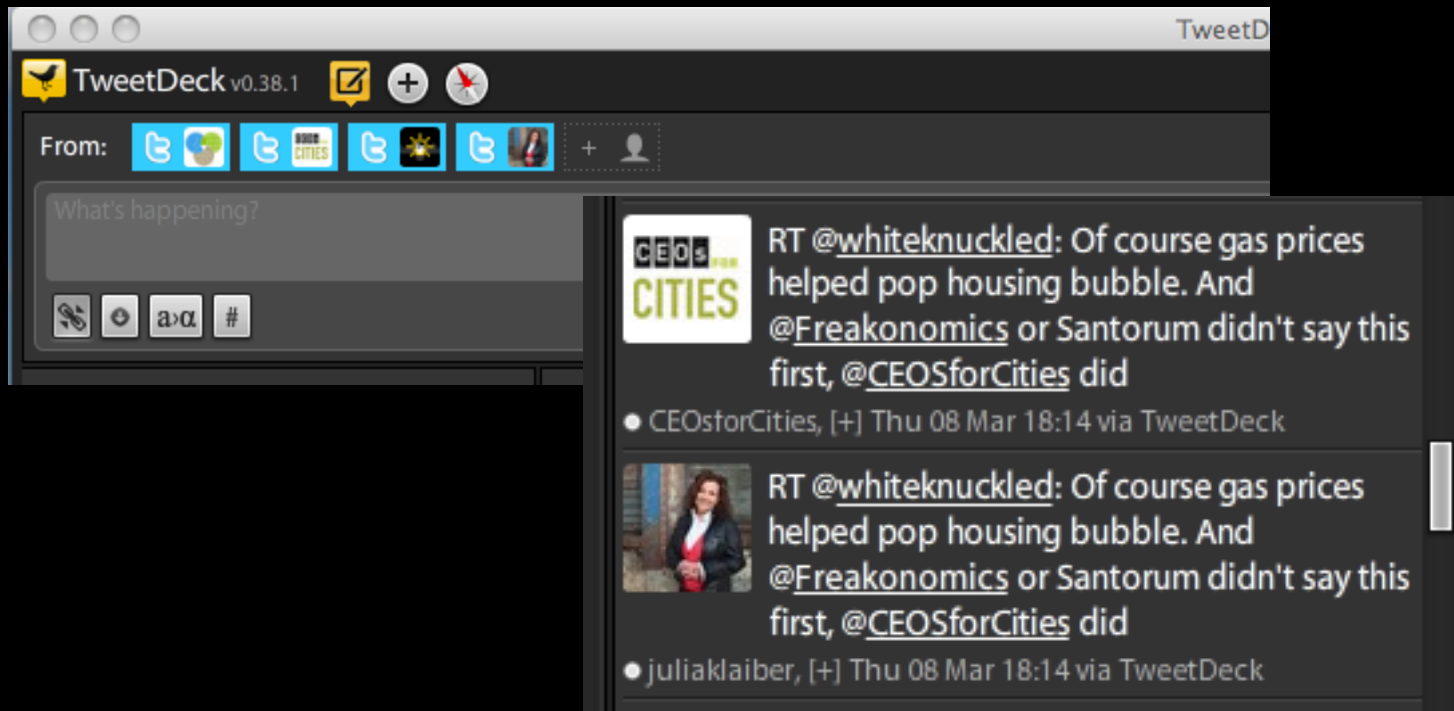 TweetD
TweetDeck v0.38.1
From:
CITIES
What's happening?
a›α
#
CEOs FOR
CITIES
RT @whiteknuckled: Of course gas prices
helped pop housing bubble. And
@Freakonomics or Santorum didn't say this
first, @CEOSforCities did
CEOsforCities, [+] Thu 08 Mar 18:14 via TweetDeck
RT @whiteknuckled: Of course gas prices
helped pop housing bubble. And
@Freakonomics or Santorum didn't say this
first, @CEOSforCities did
juliaklaiber, [+] Thu 08 Mar 18:14 via TweetDeck